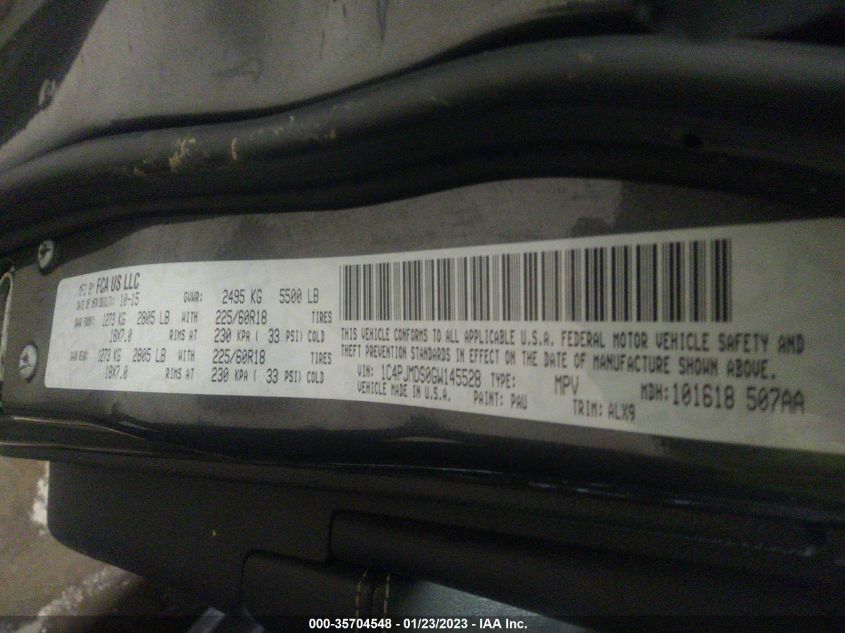 MFD BY FCA US LLC
DATE OF MFR(BUILT): 10-15 GVWR: 2495 KG 5500 LB
GAWR FRONT: 1273 KG 2805 LB WITH 225/60R18 TIRES
18X7.0 RIMS AT 230 KPA ( 33 PSI) COLD
GAWR REAR: 1273 KG 2805 LB WITH 225/60R18 TIRES
18X7.0 RIMS AT 230 KPA ( 33 PSI) COLD
THIS VEHICLE CONFORMS TO ALL APPLICABLE U.S.A. FEDERAL MOTOR VEHICLE SAFETY AND
THEFT PREVENTION STANDARDS IN EFFECT ON THE DATE OF MANUFACTURE SHOWN ABOVE.
VIN: 1C4PJMDS0GW145528 TYPE: MPV MDH: 101618 507AA
VEHICLE MADE IN U.S.A. PAINT: PAU TRIM: ALX9
000-35704548 - 01/23/2023 - IAA Inc.